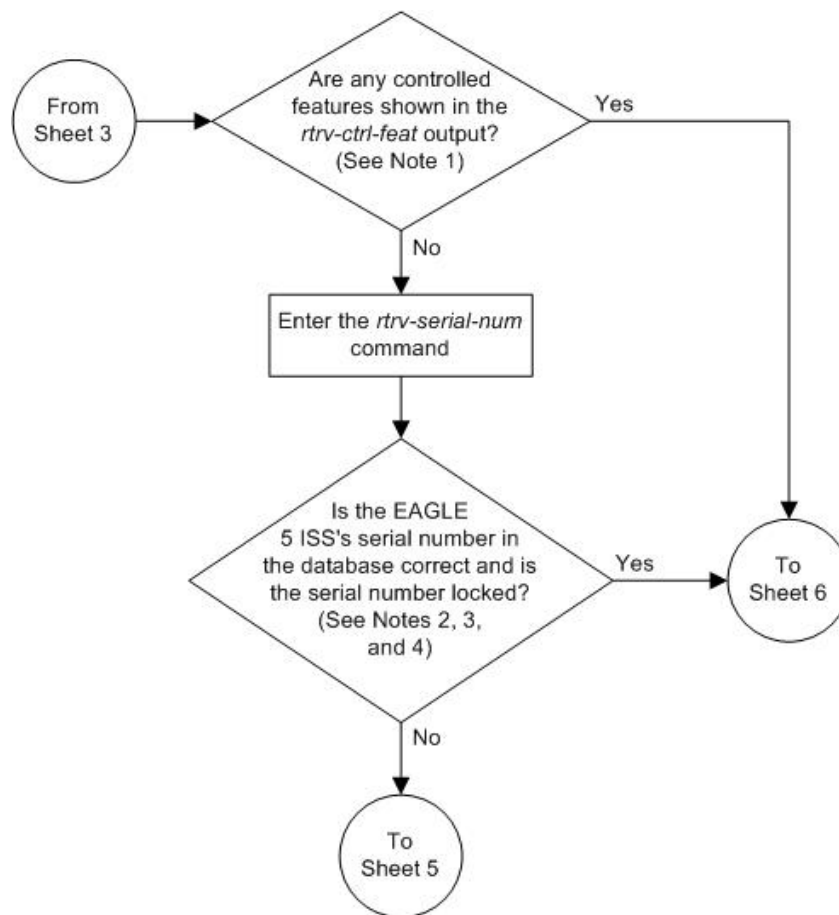 From
Sheet 3
Are any controlled
features shown in the
rtrv-ctrl-feat output?
(See Note 1)
Yes
No
Enter the rtrv-serial-num
command
Is the EAGLE
5 ISS's serial number in
the database correct and is
the serial number locked?
(See Notes 2, 3,
and 4)
Yes
To
Sheet 6
No
To
Sheet 5